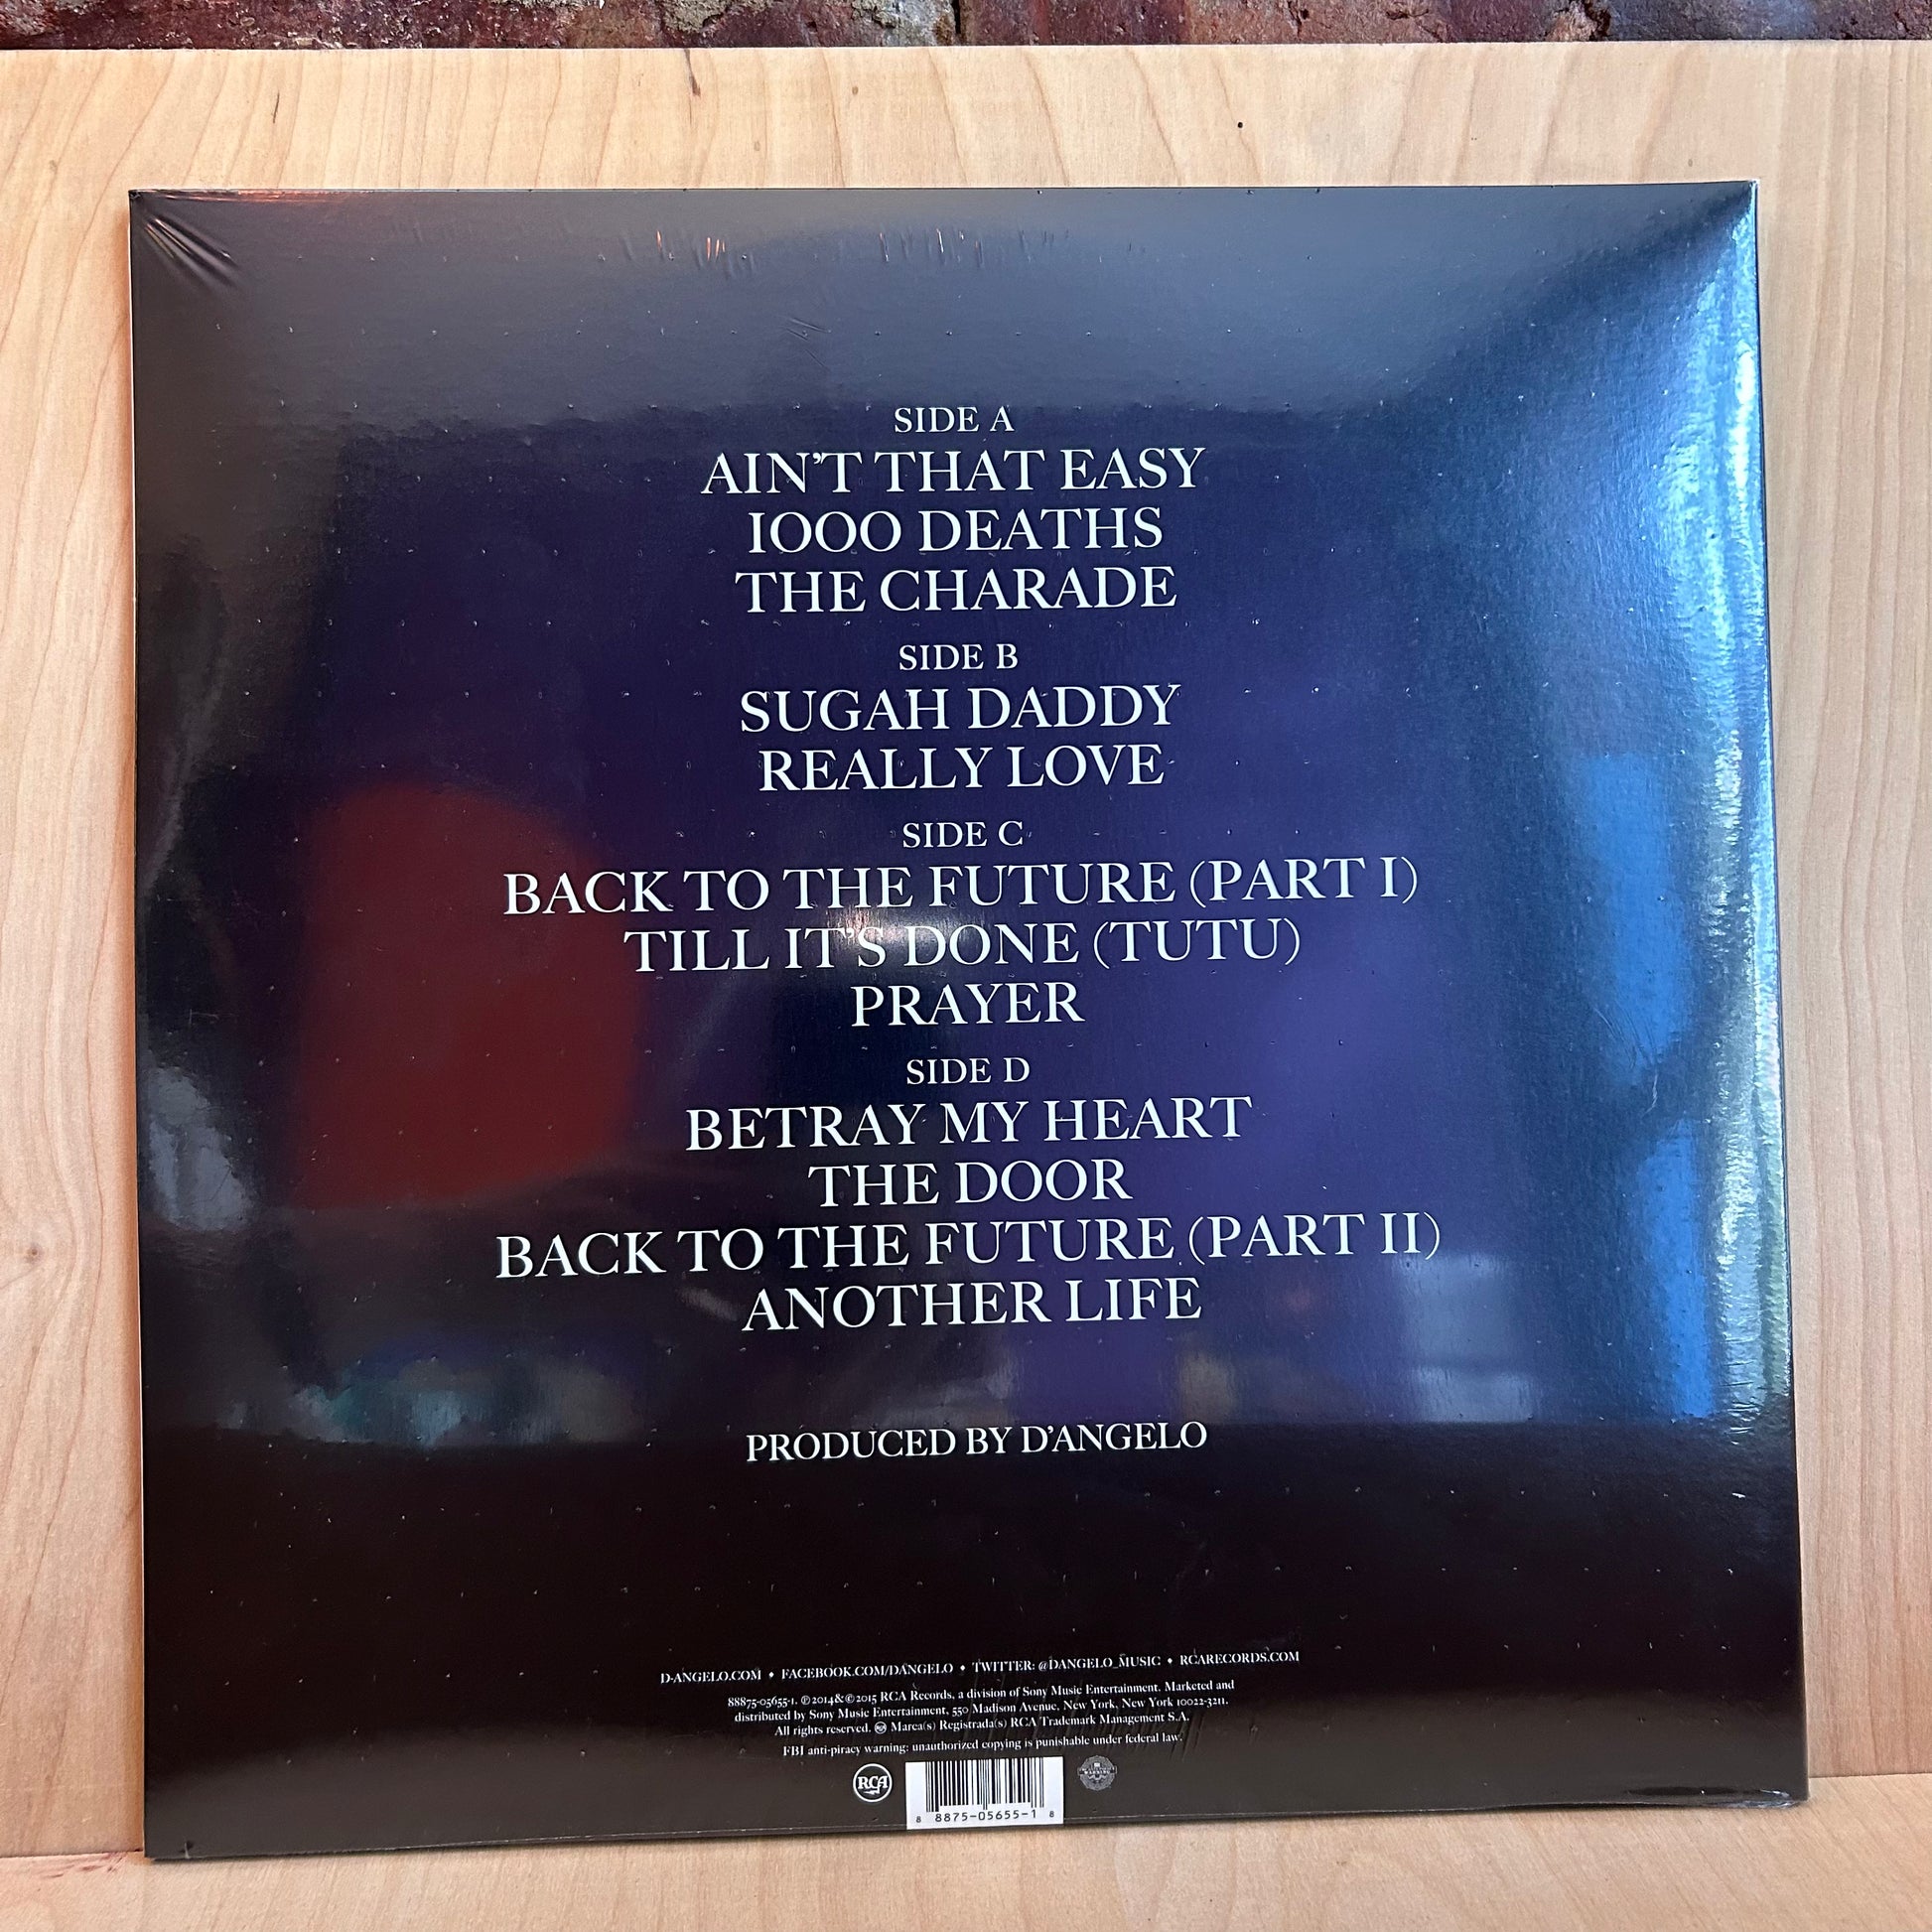 SIDE A
AIN'T THAT EASY
1000 DEATHS
THE CHARADE
SIDE B
SUGAH DADDY
REALLY LOVE
SIDE C
BACK TO THE FUTURE (PART I)
TILL IT'S DONE (TUTU)
PRAYER
SIDE D
BETRAY MY HEART
THE DOOR
BACK TO THE FUTURE (PART II)
ANOTHER LIFE
PRODUCED BY D'ANGELO
D-ANGELO.COM • FACEBOOK.COM/DANGELO • TWITTER: @DANGELO_MUSIC • RCARECORDS.COM
88875-05655-1. ℗2014&©2015 RCA Records, a division of Sony Music Entertainment. Marketed and
distributed by Sony Music Entertainment, 550 Madison Avenue, New York, New York 10022-3211.
All rights reserved. Marca(s) Registrada(s) RCA Trademark Management S.A.
FBI anti-piracy warning: unauthorized copying is punishable under federal law.
RCA
8 8875-05655-1 8